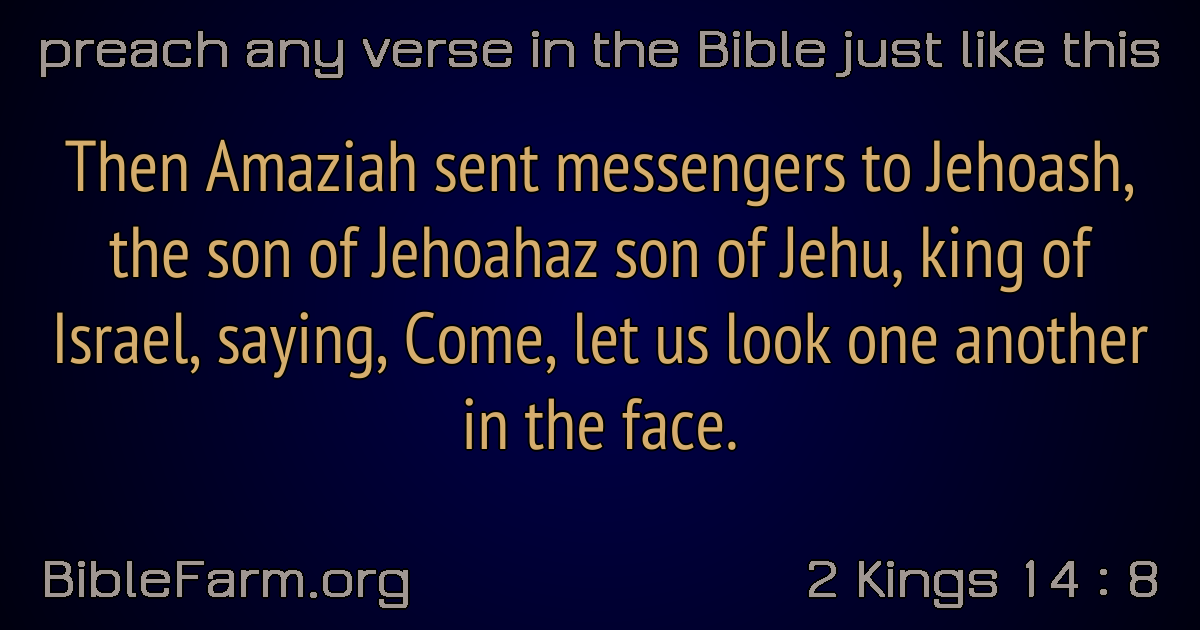 preach any verse in the Bible just like this
Then Amaziah sent messengers to Jehoash,
the son of Jehoahaz son of Jehu, king of
Israel, saying, Come, let us look one another
in the face.
BibleFarm.org
2 Kings 14 : 8